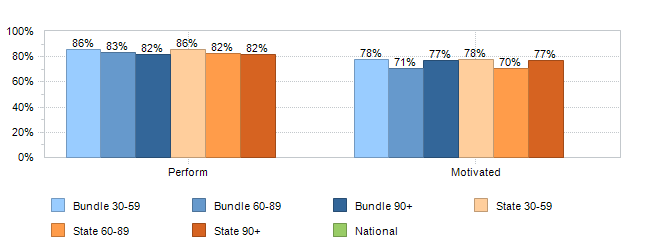 100%
80%
60%
40%
20%
0%
86% 83% 82% 86% 82% 82%
78% 71% 77% 78% 70% 77%
Perform Motivated
Bundle 30-59 Bundle 60-89 Bundle 90+ State 30-59
State 60-89 State 90+ National